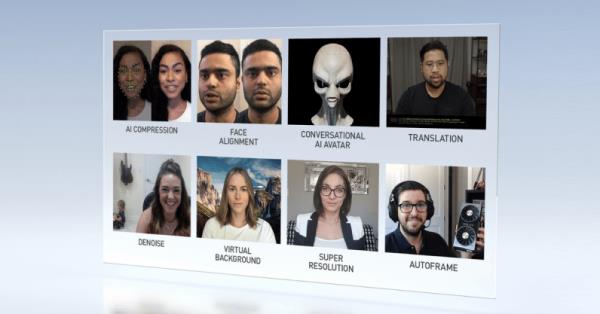 AI COMPRESSION
FACE
ALIGNMENT
CONVERSATIONAL
AI AVATAR
TRANSLATION
DENOISE
VIRTUAL
BACKGROUND
SUPER
RESOLUTION
AUTOFRAME